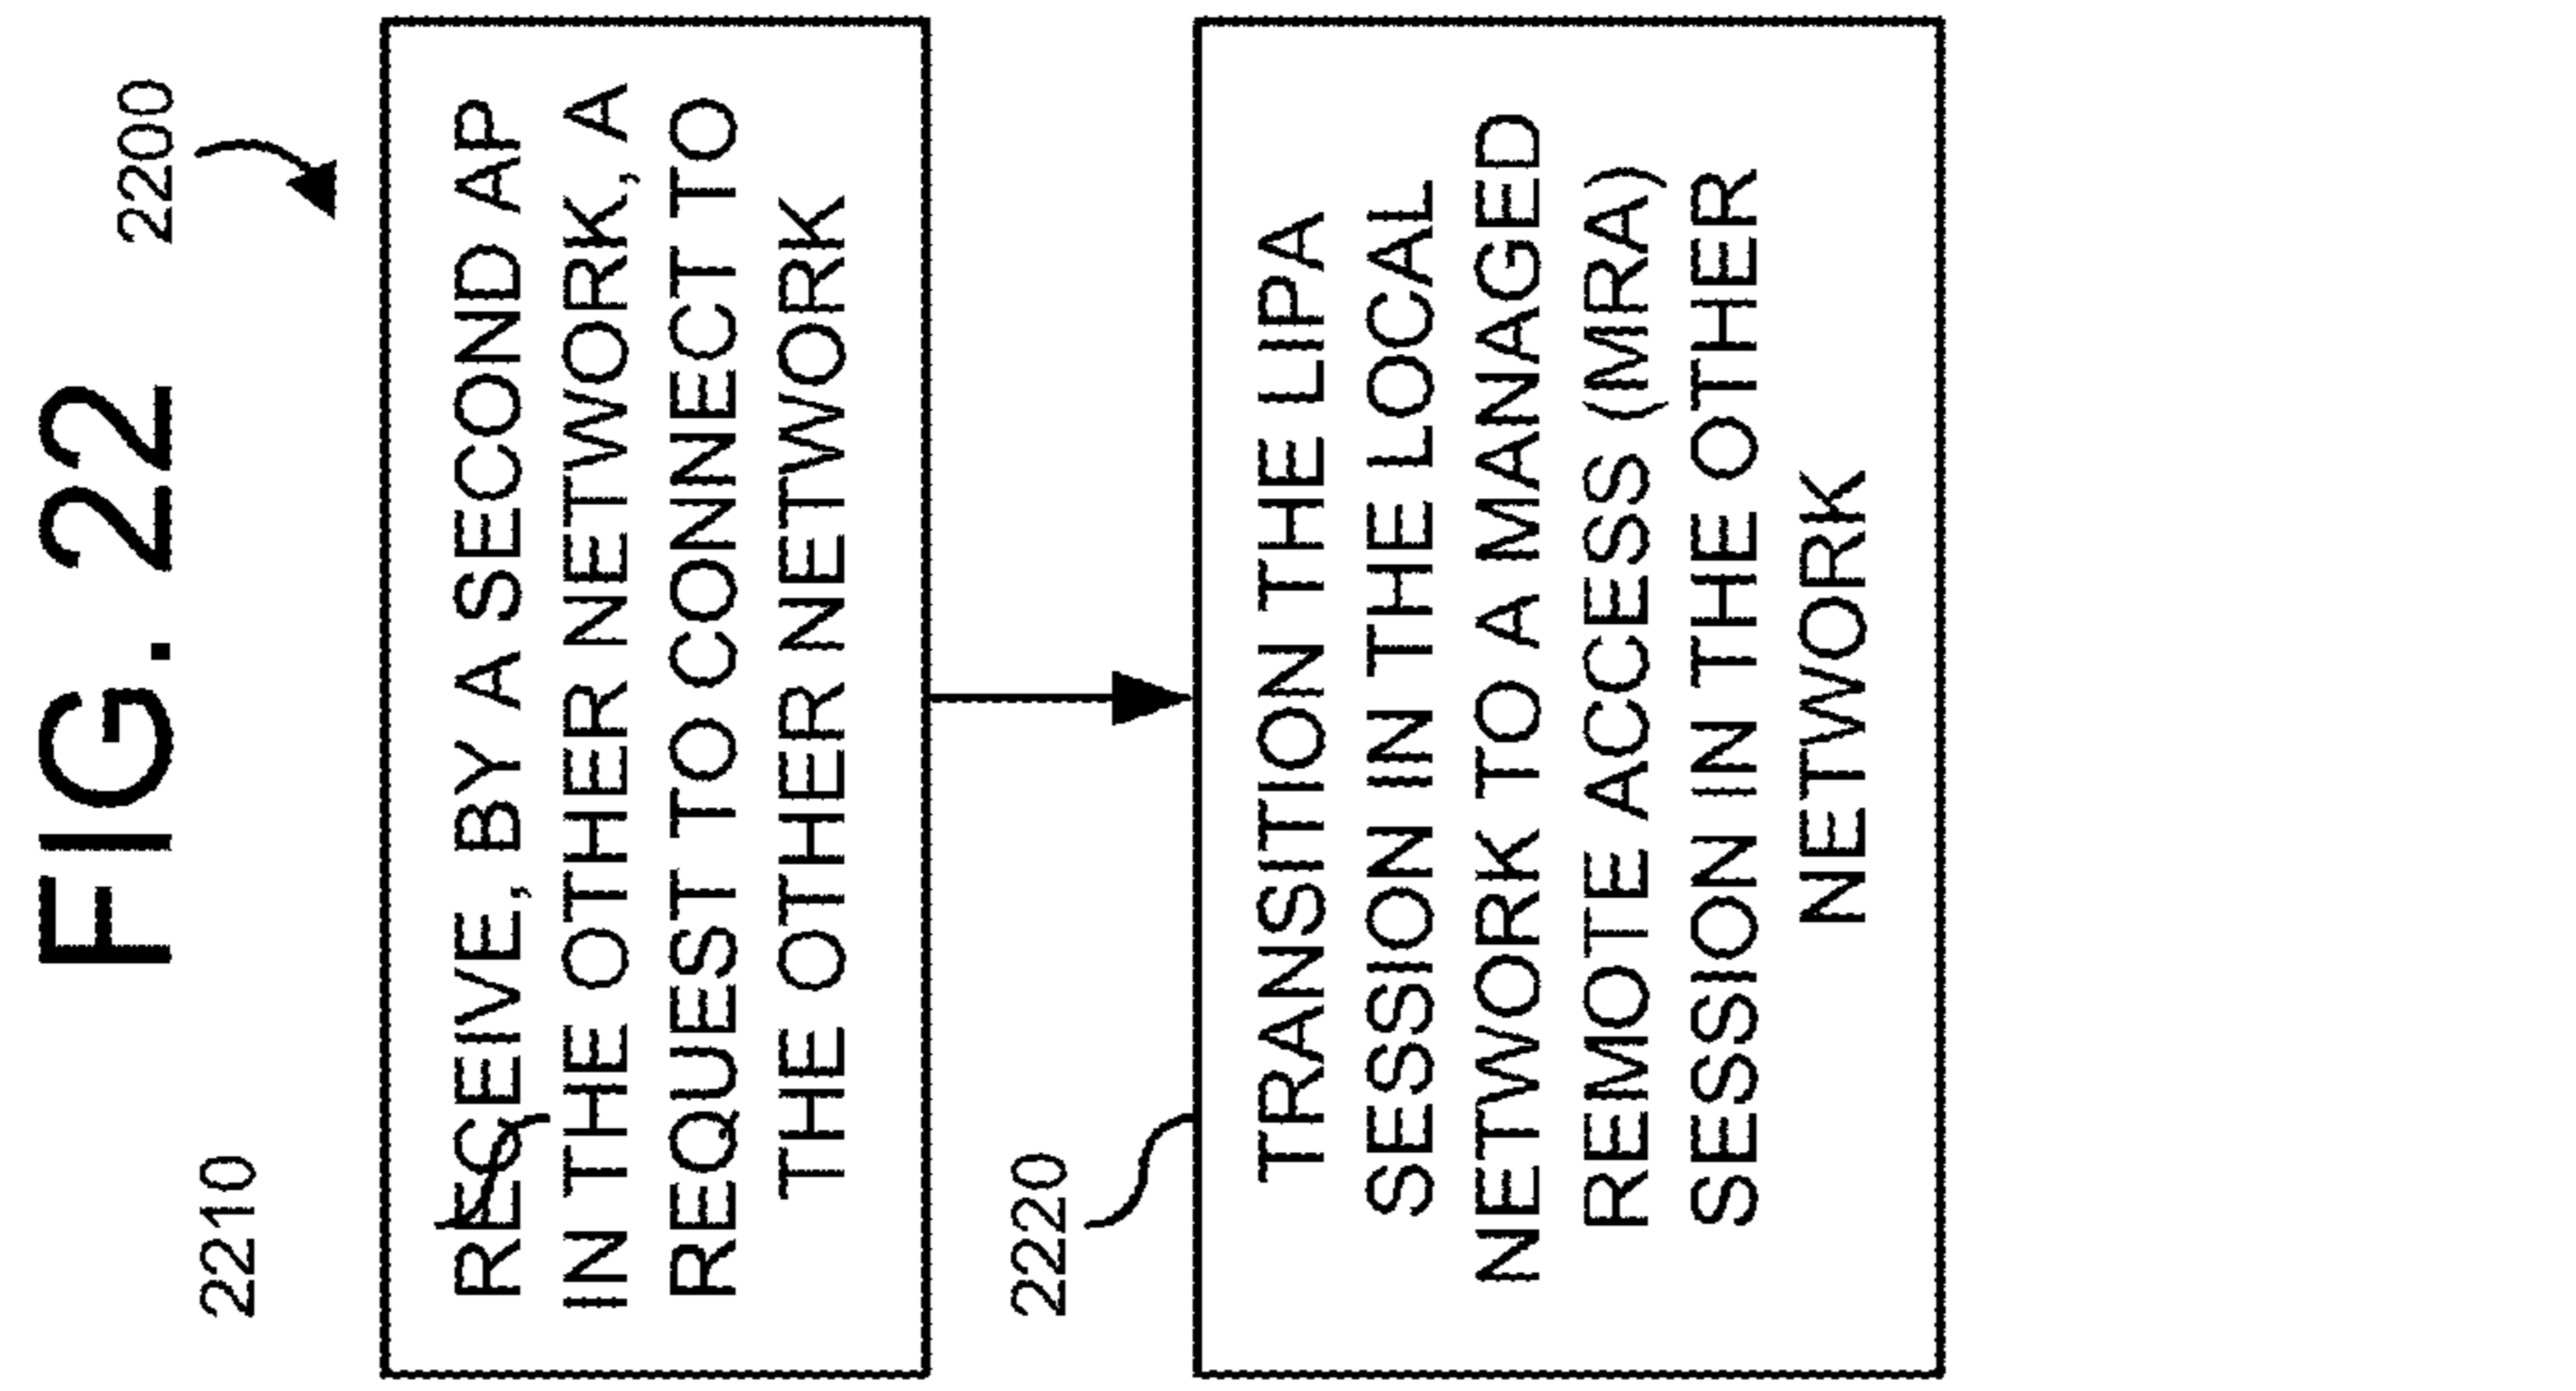 FIG. 22
2200
2210
RECEIVE, BY A SECOND AP
IN THE OTHER NETWORK, A
REQUEST TO CONNECT TO
THE OTHER NETWORK
2220
TRANSITION THE LIPA
SESSION IN THE LOCAL
NETWORK TO A MANAGED
REMOTE ACCESS (MRA)
SESSION IN THE OTHER
NETWORK